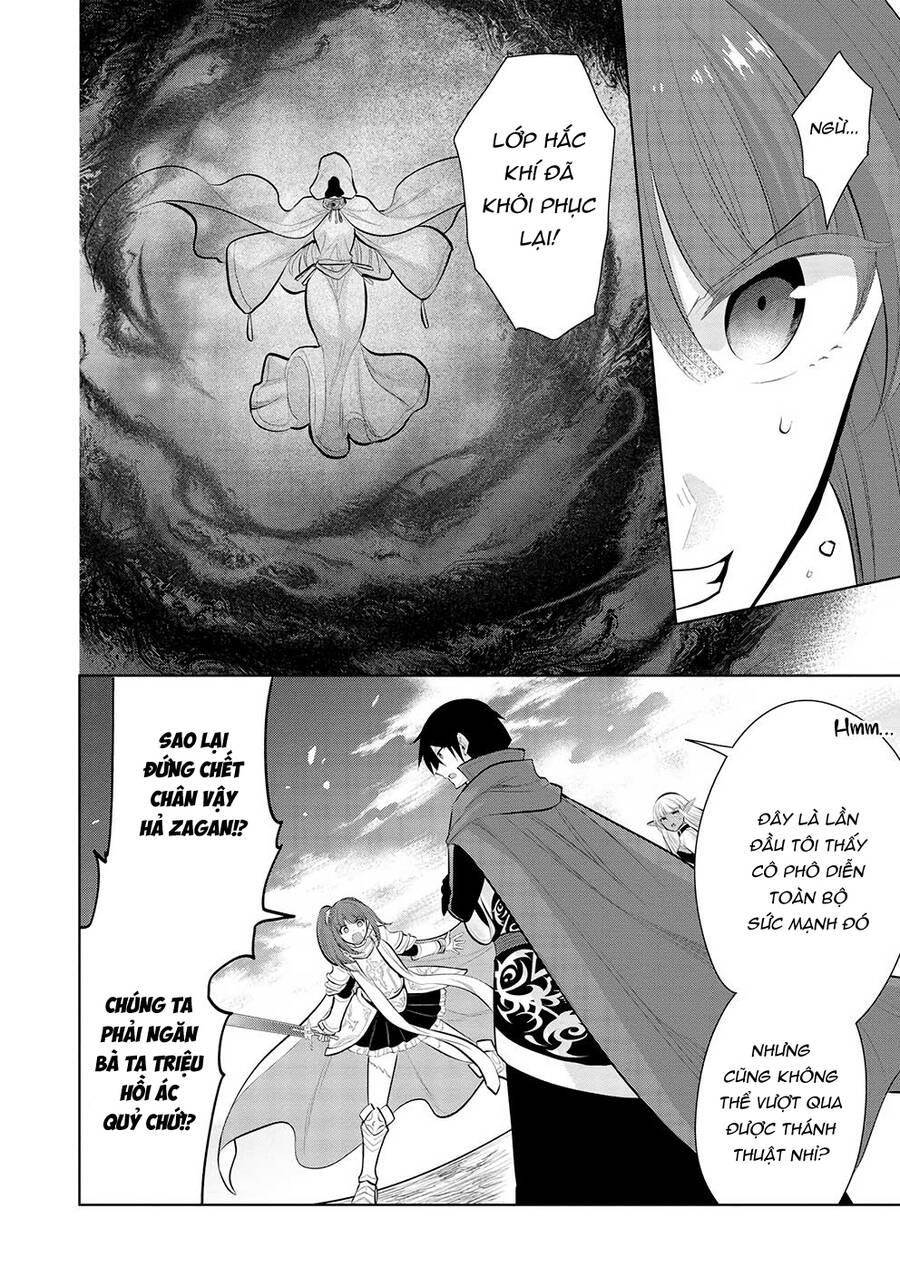 NGỪ...
LỚP HẮC
KHÍ ĐÃ
KHÔI PHỤC
LẠI!
Hmm...
ĐÂY LÀ LẦN
ĐẦU TÔI THẤY
CÔ PHÔ DIỄN
TOÀN BỘ
SỨC MẠNH ĐÓ
NHƯNG
CŨNG KHÔNG
THỂ VƯỢT QUA
ĐƯỢC THÁNH
THUẬT NHỈ?
SAO LẠI
ĐỨNG CHẾT
CHÂN VẬY
HẢ ZAGAN!?
CHÚNG TA
PHẢI NGĂN
BÀ TA TRIỆU
HỒI ÁC
QUỶ CHỨ!?